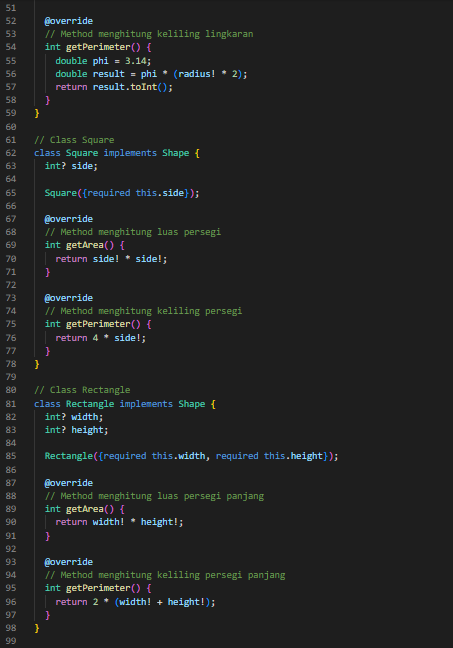 51
52 @override
53 // Method menghitung keliling lingkaran
54 int getPerimeter() {
55 double phi = 3.14;
56 double result = phi * (radius! * 2);
57 return result.toInt();
58 }
59 }
60
61 // Class Square
62 class Square implements Shape {
63 int? side;
64
65 Square({required this.side});
66
67 @override
68 // Method menghitung luas persegi
69 int getArea() {
70 return side! * side!;
71 }
72
73 @override
74 // Method menghitung keliling persegi
75 int getPerimeter() {
76 return 4 * side!;
77 }
78 }
79
80 // Class Rectangle
81 class Rectangle implements Shape {
82 int? width;
83 int? height;
84
85 Rectangle({required this.width, required this.height});
86
87 @override
88 // Method menghitung luas persegi panjang
89 int getArea() {
90 return width! * height!;
91 }
92
93 @override
94 // Method menghitung keliling persegi panjang
95 int getPerimeter() {
96 return 2 * (width! + height!);
97 }
98 }
99